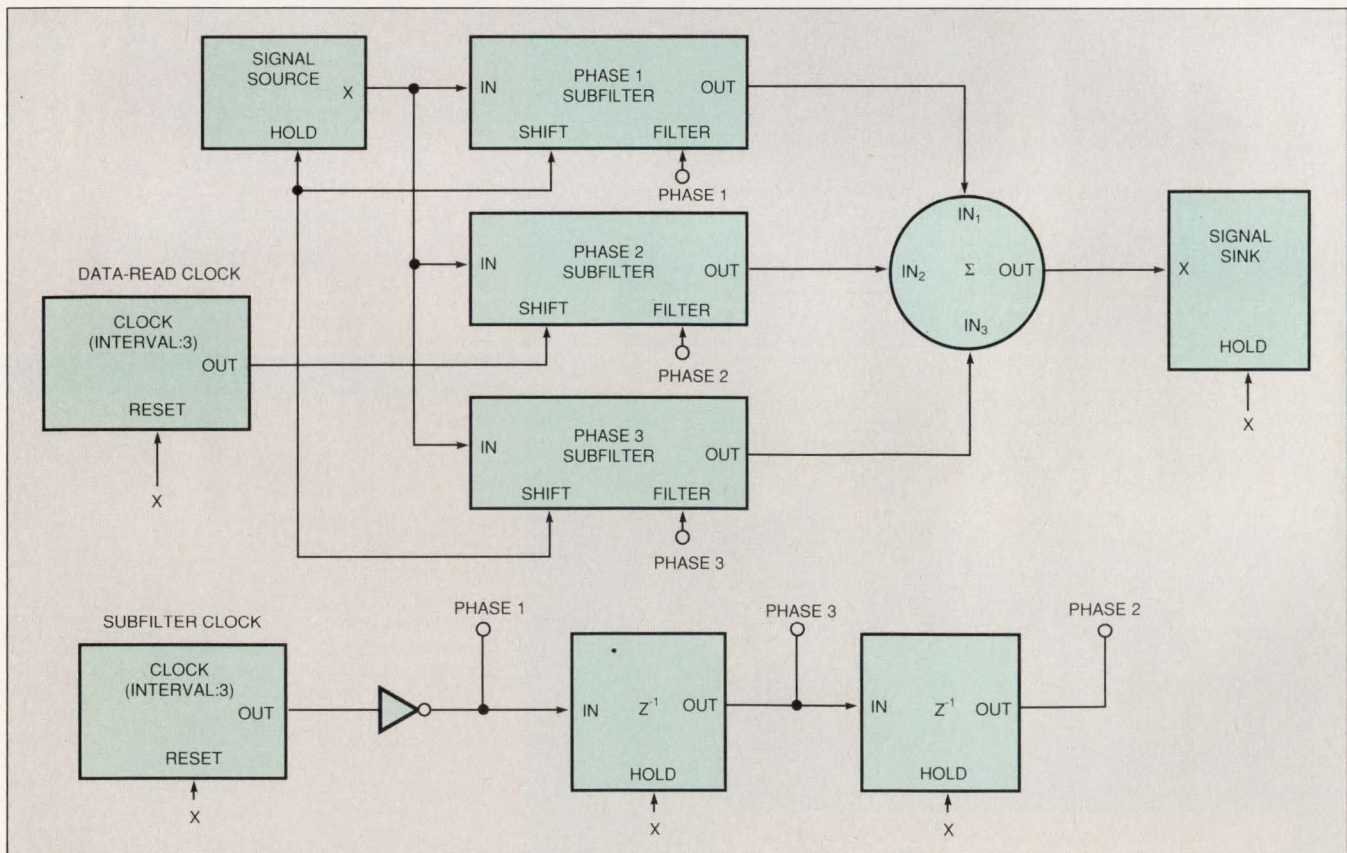 SIGNAL
SOURCE
X
HOLD
IN
PHASE 1
SUBFILTER
OUT
SHIFT
FILTER
PHASE 1
IN
PHASE 2
SUBFILTER
OUT
SHIFT
FILTER
PHASE 2
IN
PHASE 3
SUBFILTER
OUT
SHIFT
FILTER
PHASE 3
DATA-READ CLOCK
CLOCK
(INTERVAL:3)
OUT
RESET
X
IN₁
IN₂
Σ
OUT
IN₃
SIGNAL
SINK
X
HOLD
X
SUBFILTER CLOCK
CLOCK
(INTERVAL:3)
OUT
RESET
X
PHASE 1
IN
Z⁻¹
OUT
HOLD
X
PHASE 3
IN
Z⁻¹
OUT
HOLD
X
PHASE 2